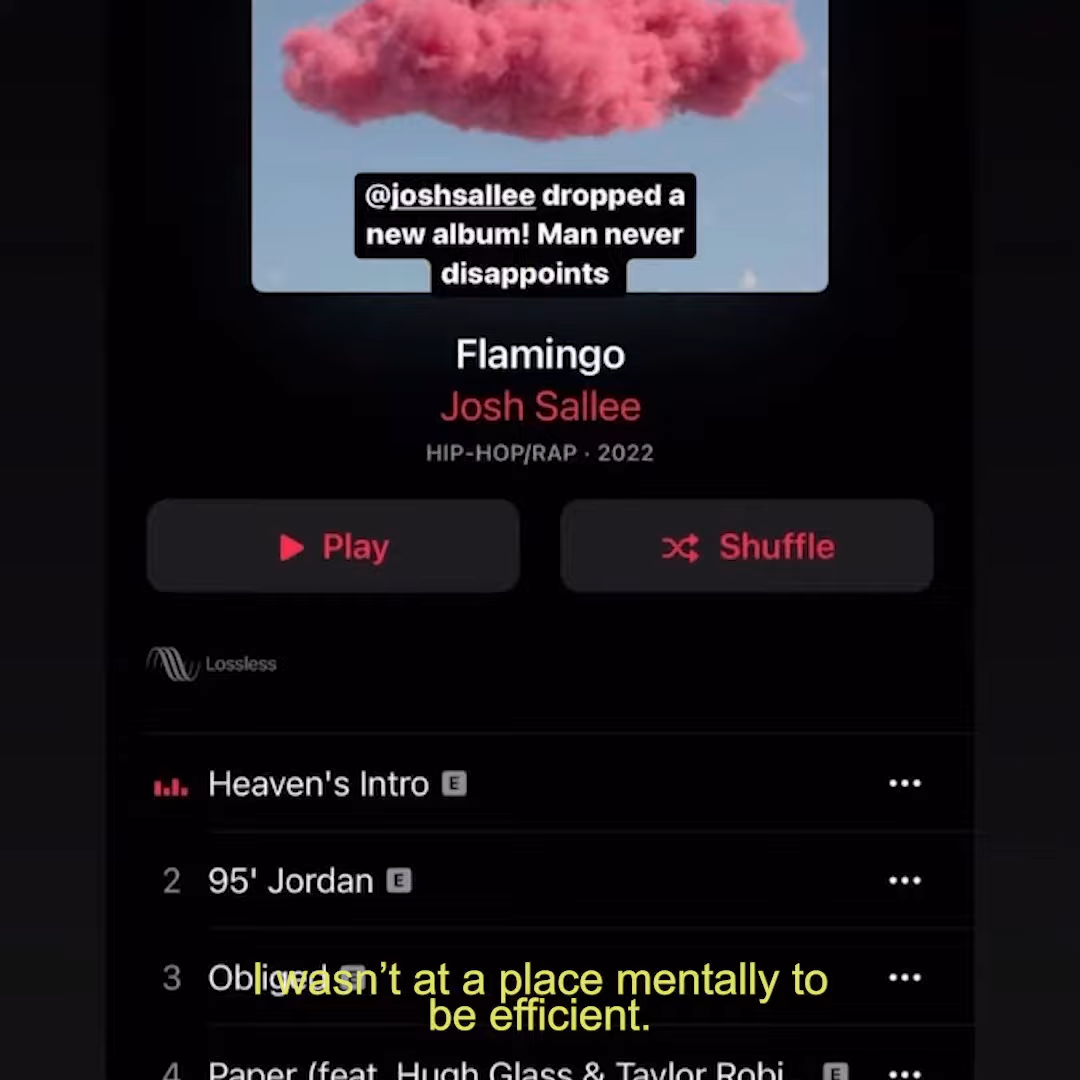 @joshsallee dropped a
new album! Man never
disappoints
Flamingo
Josh Sallee
HIP-HOP/RAP · 2022
Play
Shuffle
Lossless
Heaven's Intro E
2 95' Jordan E
3 Obliged E
I wasn’t at a place mentally to
be efficient.
4 Paper (feat. Hugh Glass & Taylor Robi... E